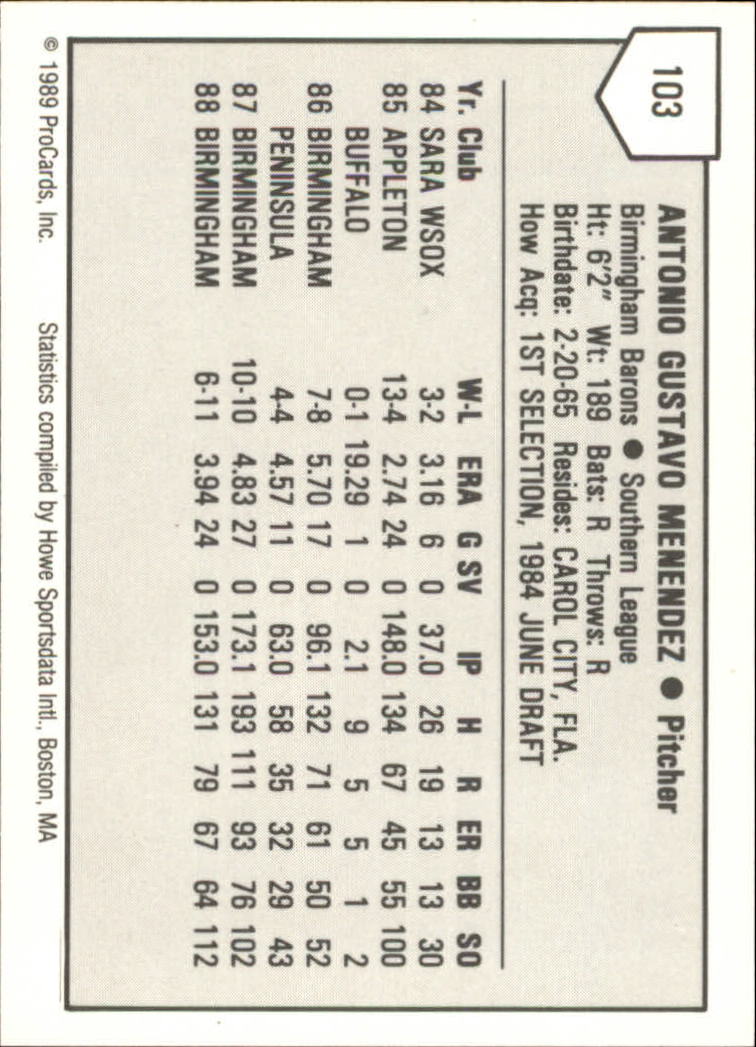 103
ANTONIO GUSTAVO MENENDEZ ● Pitcher
Birmingham Barons ● Southern League
Ht: 6'2" Wt: 189 Bats: R Throws: R
Birthdate: 2-20-65 Resides: CAROL CITY, FLA.
How Acq: 1ST SELECTION, 1984 JUNE DRAFT
Yr. Club W-L ERA G SV IP H R ER BB SO
84 SARA WSOX 3-2 3.16 6 0 37.0 26 19 13 13 30
85 APPLETON 13-4 2.74 24 0 148.0 134 67 45 55 100
BUFFALO 0-1 19.29 1 0 2.1 9 5 5 1 2
86 BIRMINGHAM 7-8 5.70 17 0 96.1 132 71 61 50 52
PENINSULA 4-4 4.57 11 0 63.0 58 35 32 29 43
87 BIRMINGHAM 10-10 4.83 27 0 173.1 193 111 93 76 102
88 BIRMINGHAM 6-11 3.94 24 0 153.0 131 79 67 64 112
© 1989 ProCards, Inc. Statistics compiled by Howe Sportsdata Intl., Boston, MA